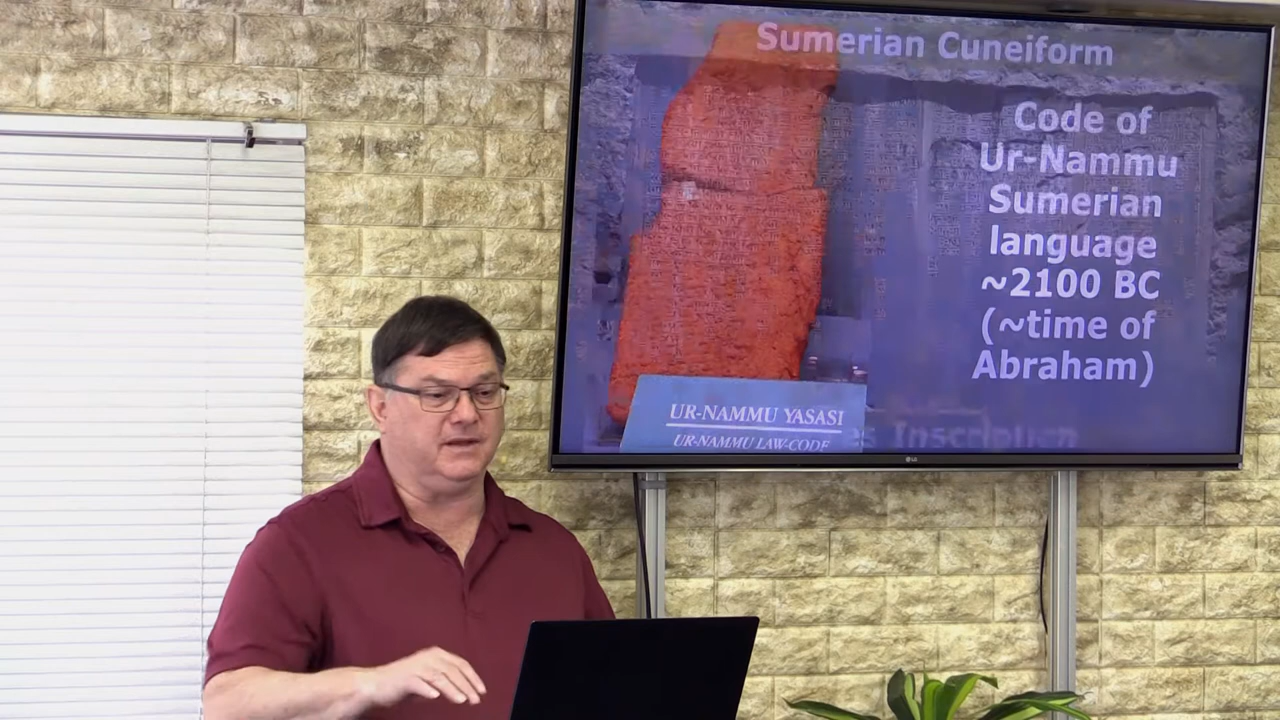 Sumerian Cuneiform
Code of
Ur-Nammu
Sumerian
language
~2100 BC
(~time of
Abraham)
UR-NAMMU YASASI
UR-NAMMU LAW-CODE
Inscription
LG